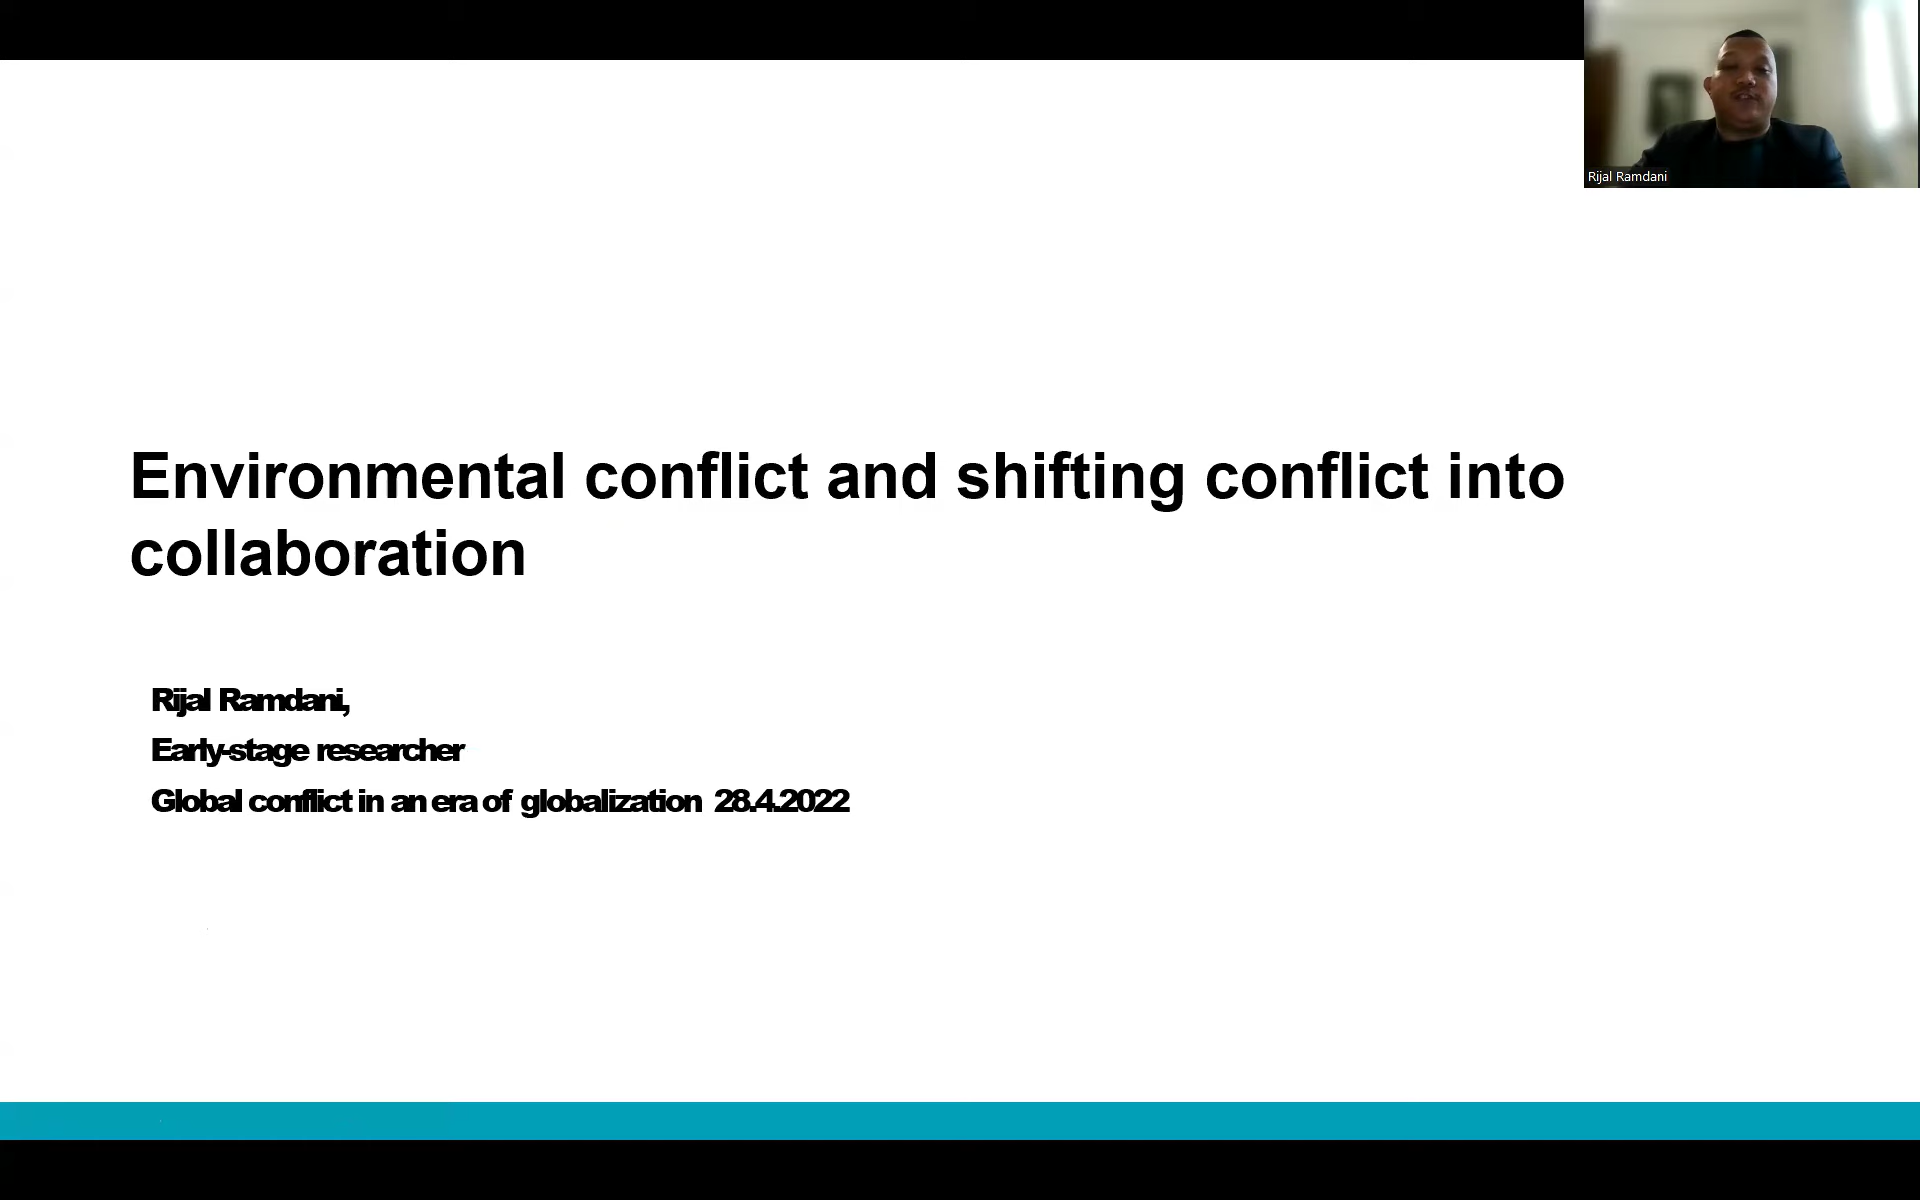 Rijal Ramdani
Environmental conflict and shifting conflict into
collaboration
Rijal Ramdani,
Early-stage researcher
Global conflict in an era of globalization 28.4.2022